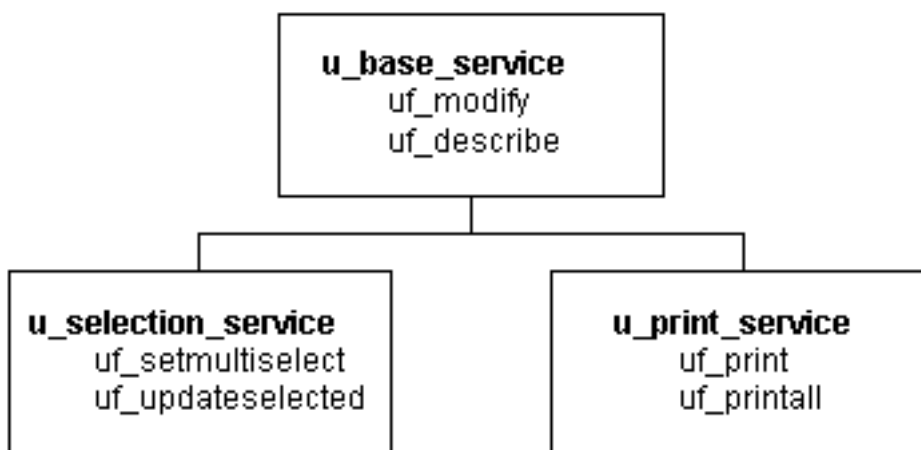 u_base_service
uf_modify
uf_describe
u_selection_service
uf_setmultiselect
uf_updateselected
u_print_service
uf_print
uf_printall